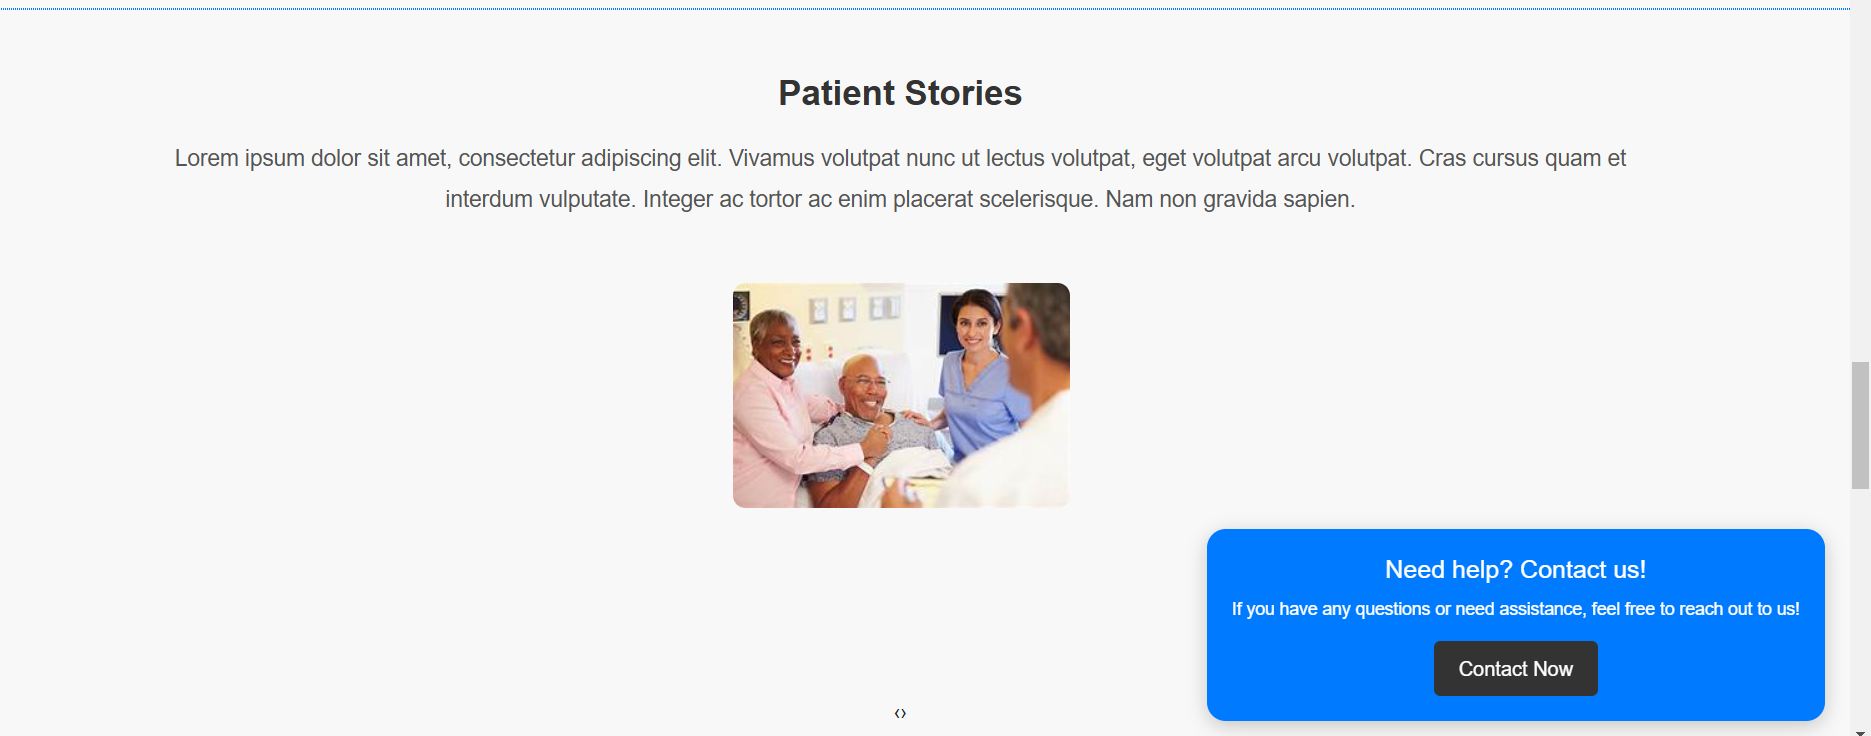 Patient Stories
Lorem ipsum dolor sit amet, consectetur adipiscing elit. Vivamus volutpat nunc ut lectus volutpat, eget volutpat arcu volutpat. Cras cursus quam et
interdum vulputate. Integer ac tortor ac enim placerat scelerisque. Nam non gravida sapien.
Need help? Contact us!
If you have any questions or need assistance, feel free to reach out to us!
Contact Now
‹›